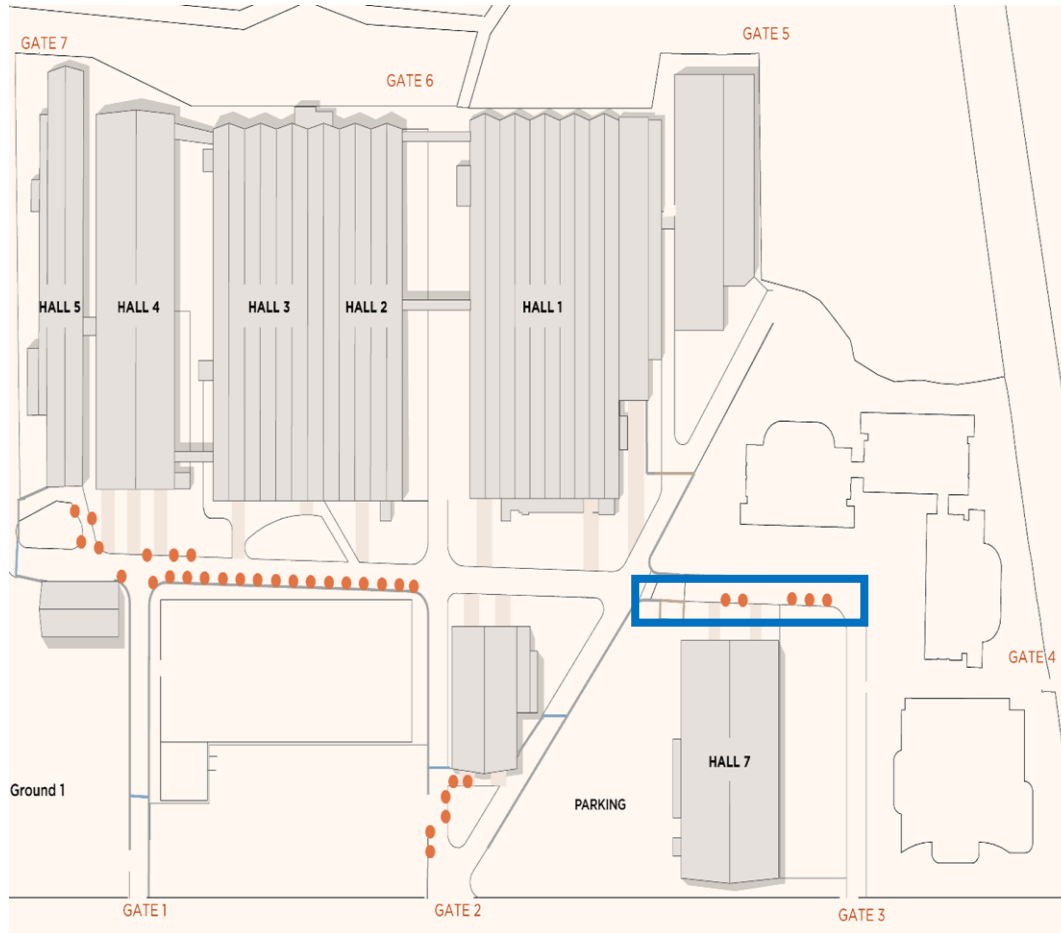 GATE 7
GATE 5
GATE 6
HALL 5
HALL 4
HALL 3
HALL 2
HALL 1
GATE 4
HALL 7
Ground 1
PARKING
GATE 1
GATE 2
GATE 3